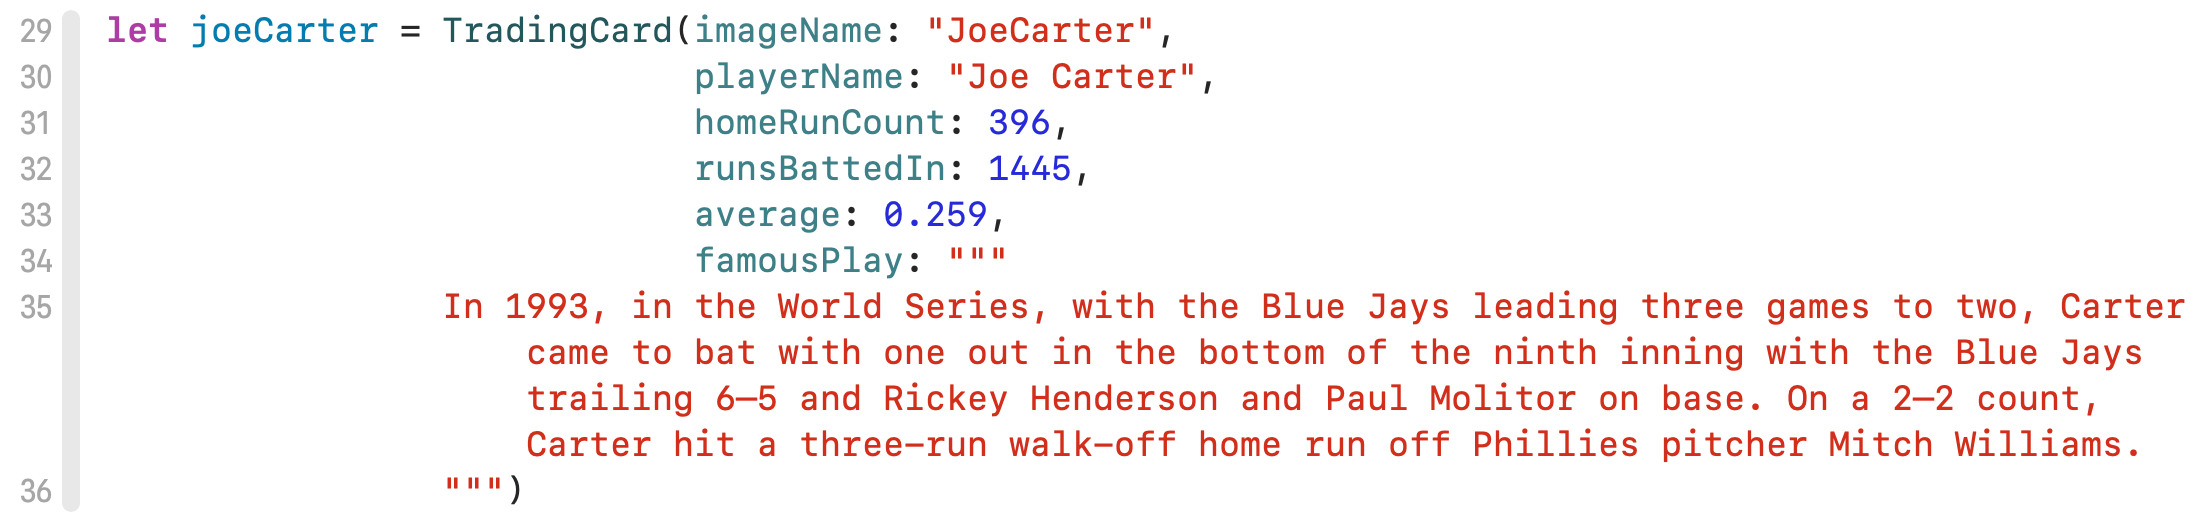 29 let joeCarter = TradingCard(imageName: "JoeCarter",
30 playerName: "Joe Carter",
31 homeRunCount: 396,
32 runsBattedIn: 1445,
33 average: 0.259,
34 famousPlay: """
35 In 1993, in the World Series, with the Blue Jays leading three games to two, Carter
came to bat with one out in the bottom of the ninth inning with the Blue Jays
trailing 6–5 and Rickey Henderson and Paul Molitor on base. On a 2–2 count,
Carter hit a three-run walk-off home run off Phillies pitcher Mitch Williams.
36 """)